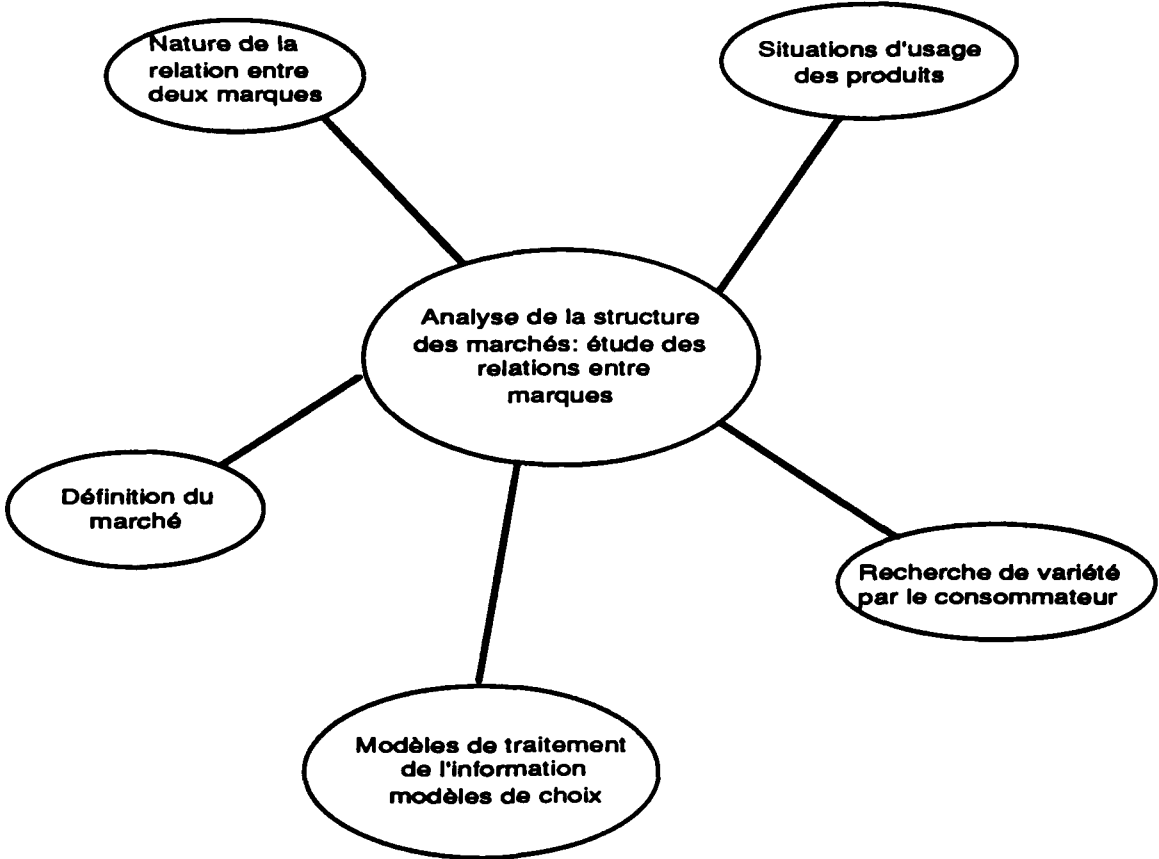 Nature de la
relation entre
deux marques
Situations d'usage
des produits
Analyse de la structure
des marchés: étude des
relations entre
marques
Définition du
marché
Recherche de variété
par le consommateur
Modèles de traitement
de l'information
modèles de choix